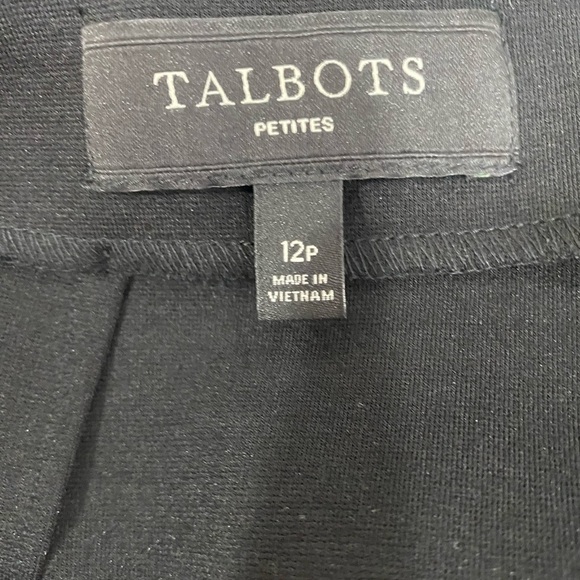 TALBOTS
PETITES
12P
MADE IN
VIETNAM